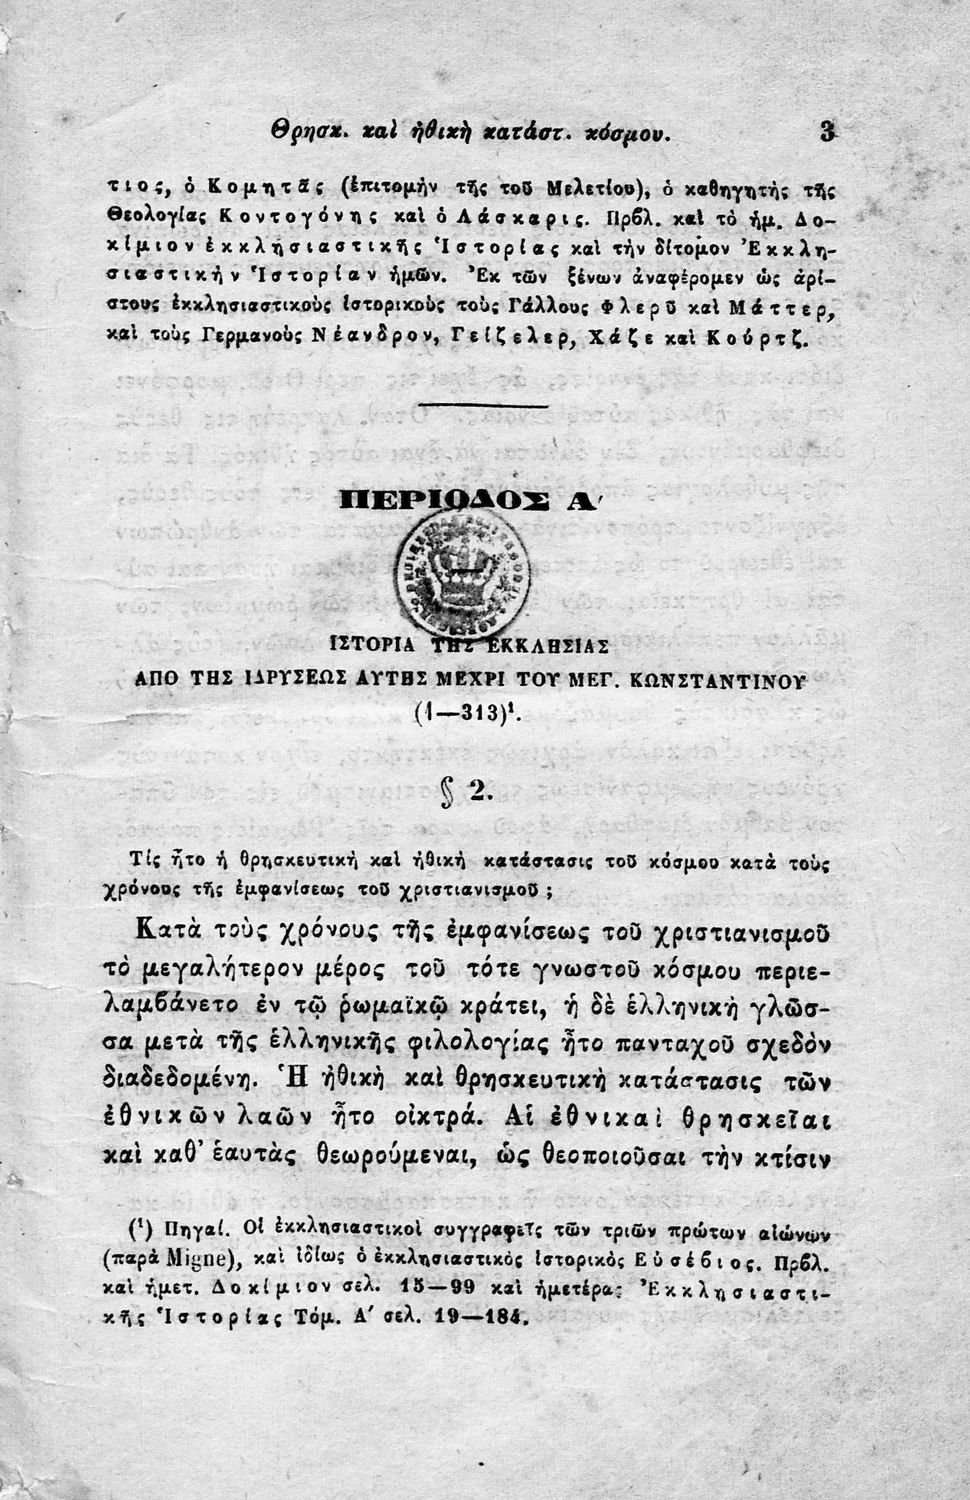 Θρησκ. καὶ ἠθικὴ κατάστ. κόσμου. 3
τιος, ὁ Κομητᾶς (ἐπιτομὴν τῆς τοῦ Μελετίου), ὁ καθηγητὴς τῆς
Θεολογίας Κοντογόνης καὶ ὁ Λάσκαρις. Πρβλ. καὶ τὸ ἡμ. Δο-
κίμιον ἐκκλησιαστικῆς Ἱστορίας καὶ τὴν δίτομον Ἐκκλη-
σιαστικὴν Ἱστορίαν ἡμῶν. Ἐκ τῶν ξένων ἀναφέρομεν ὡς ἀρί-
στους ἐκκλησιαστικοὺς ἱστορικοὺς τοὺς Γάλλους Φλερῦ καὶ Μάττερ,
καὶ τοὺς Γερμανοὺς Νέανδρον, Γείζελερ, Χάζε καὶ Κούρτζ.
ΠΕΡΙΟΔΟΣ Α΄
ΙΣΤΟΡΙΑ ΤΗΣ ΕΚΚΛΗΣΙΑΣ
ΑΠΟ ΤΗΣ ΙΔΡΥΣΕΩΣ ΑΥΤΗΣ ΜΕΧΡΙ ΤΟΥ ΜΕΓ. ΚΩΝΣΤΑΝΤΙΝΟΥ
(1—313)¹.
§ 2.
Τίς ἦτο ἡ θρησκευτικὴ καὶ ἠθικὴ κατάστασις τοῦ κόσμου κατὰ τοὺς
χρόνους τῆς ἐμφανίσεως τοῦ χριστιανισμοῦ ;
Κατὰ τοὺς χρόνους τῆς ἐμφανίσεως τοῦ χριστιανισμοῦ
τὸ μεγαλήτερον μέρος τοῦ τότε γνωστοῦ κόσμου περιε-
λαμβάνετο ἐν τῷ ῥωμαϊκῷ κράτει, ἡ δὲ ἑλληνικὴ γλῶσ-
σα μετὰ τῆς ἑλληνικῆς φιλολογίας ἦτο πανταχοῦ σχεδὸν
διαδεδομένη. Ἡ ἠθικὴ καὶ θρησκευτικὴ κατάστασις τῶν
ἐθνικῶν λαῶν ἦτο οἰκτρά. Αἱ ἐθνικαὶ θρησκεῖαι
καὶ καθ᾽ ἑαυτὰς θεωρούμεναι, ὡς θεοποιοῦσαι τὴν κτίσιν
(¹) Πηγαί. Οἱ ἐκκλησιαστικοὶ συγγραφεῖς τῶν τριῶν πρώτων αἰώνων
(παρὰ Migne), καὶ ἰδίως ὁ ἐκκλησιαστικὸς ἱστορικὸς Εὐσέβιος. Πρβλ.
καὶ ἡμετ. Δοκίμιον σελ. 15—99 καὶ ἡμετέρας Ἐκκλησιαστι-
κῆς Ἱστορίας Τόμ. Α΄ σελ. 19—184.